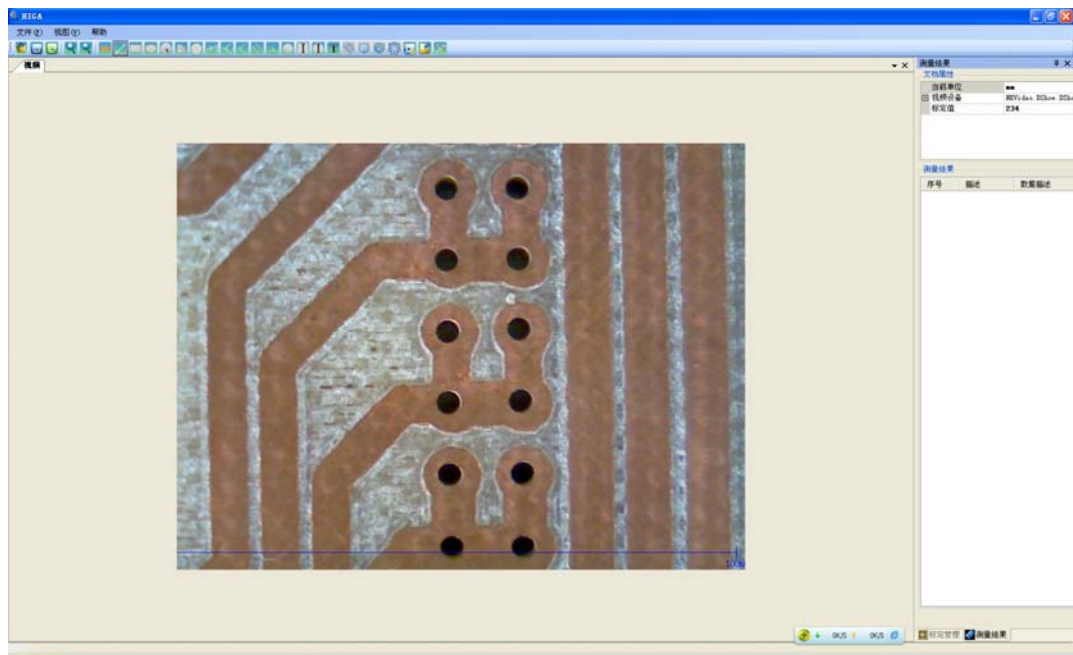 HIGA
文件(F) 视图(V) 帮助
视频
测量结果
文档属性
当前单位 mm
视频设备
标定值 234
测量结果
序号 描述 数据描述
0K/S 0K/S
标定管理 测量结果